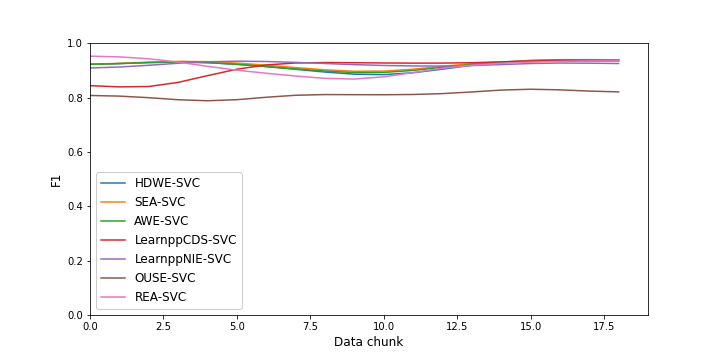 1.0
0.8
0.6
0.4
0.2
0.0
F1
HDWE-SVC
SEA-SVC
AWE-SVC
LearnppCDS-SVC
LearnppNIE-SVC
OUSE-SVC
REA-SVC
0.0 2.5 5.0 7.5 10.0 12.5 15.0 17.5
Data chunk